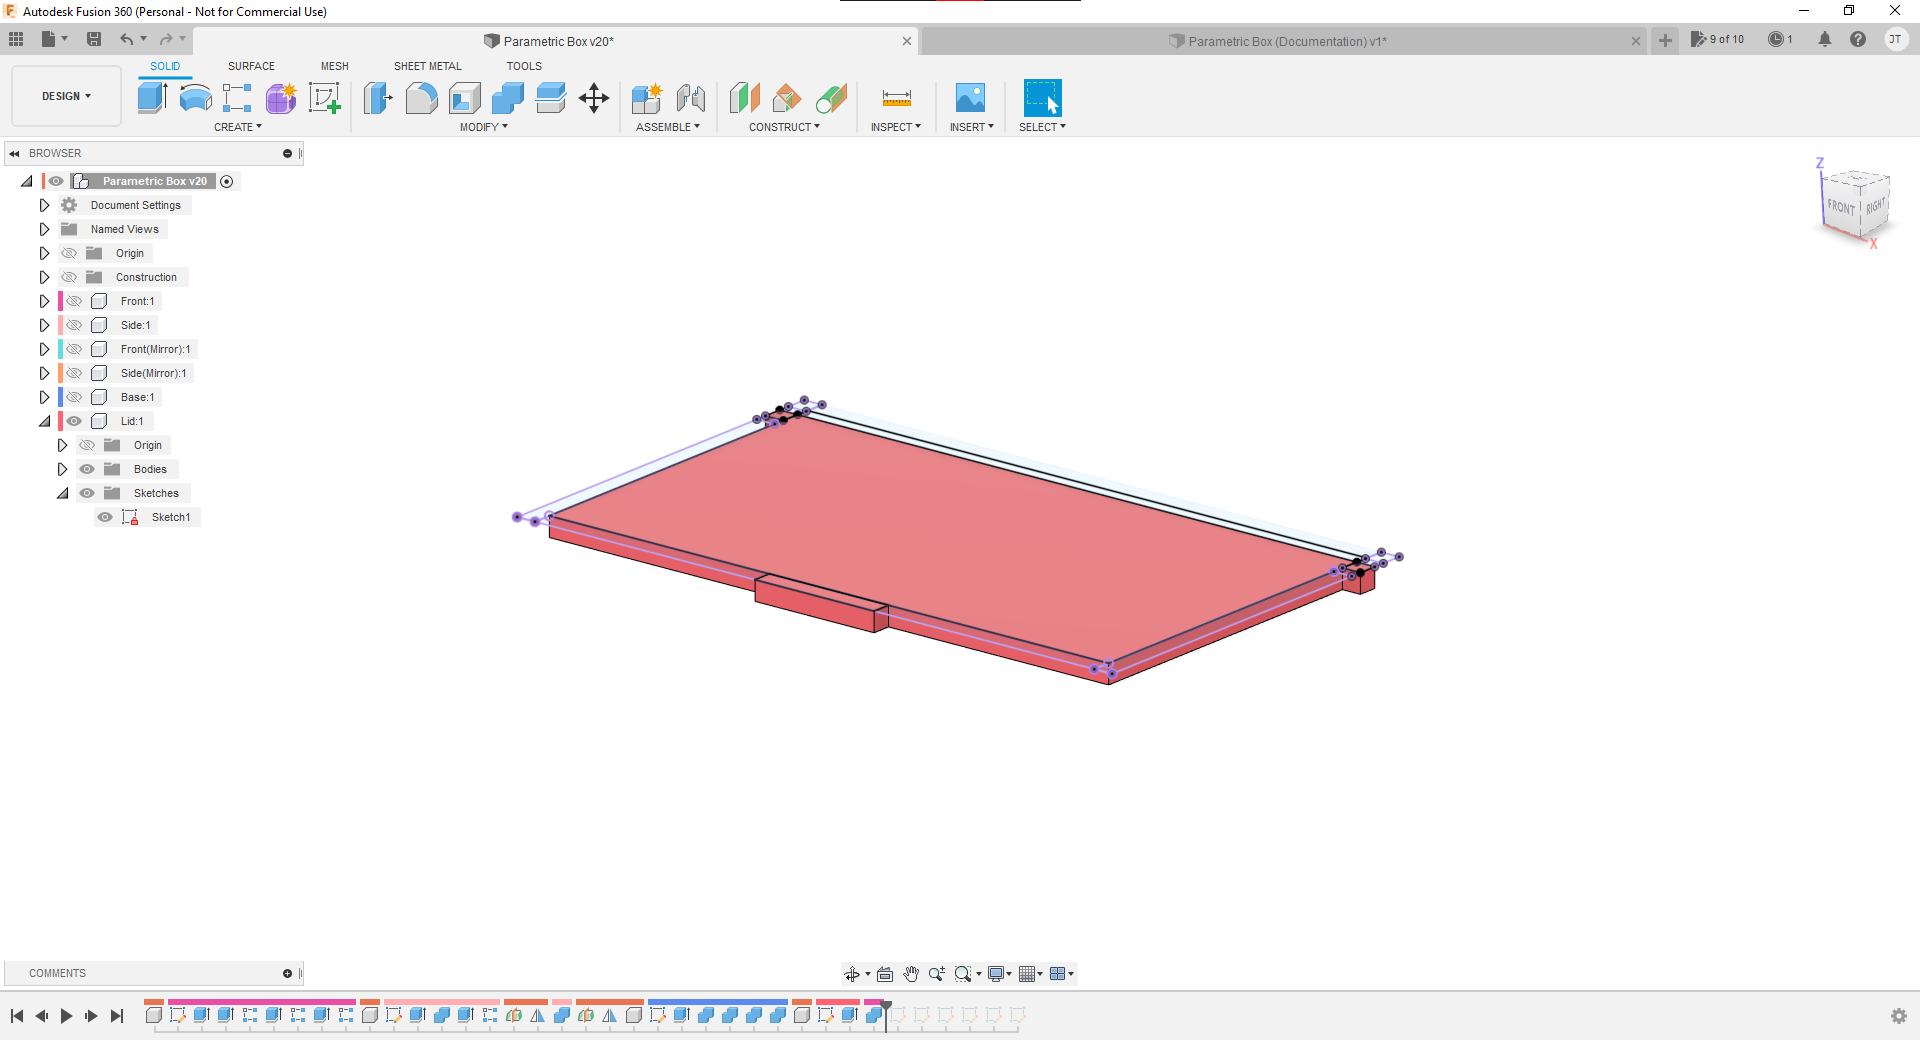 Autodesk Fusion 360 (Personal - Not for Commercial Use)
Parametric Box v20*
Parametric Box (Documentation) v1*
9 of 10
1
JT
DESIGN
SOLID
SURFACE
MESH
SHEET METAL
TOOLS
CREATE
MODIFY
ASSEMBLE
CONSTRUCT
INSPECT
INSERT
SELECT
BROWSER
Parametric Box v20
Document Settings
Named Views
Origin
Construction
Front:1
Side:1
Front(Mirror):1
Side(Mirror):1
Base:1
Lid:1
Origin
Bodies
Sketches
Sketch1
Z
FRONT
RIGHT
X
COMMENTS